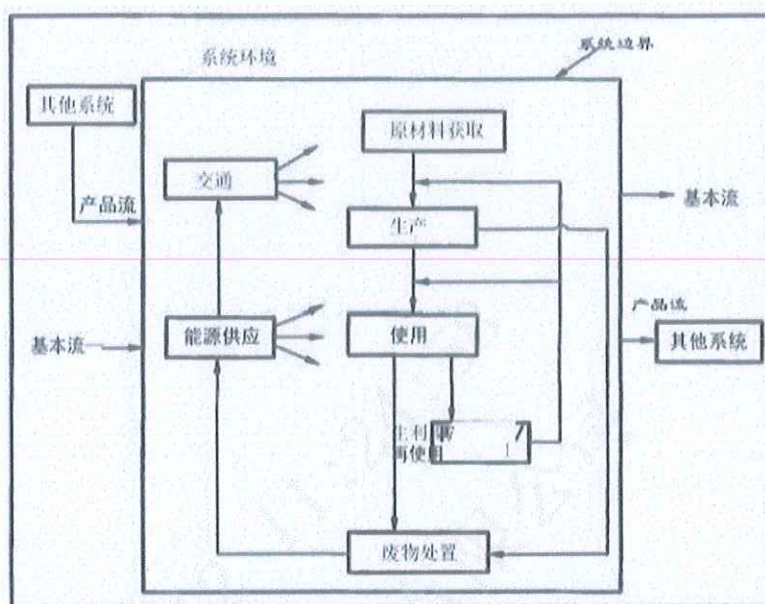 系统环境
系统边界
其他系统
原材料获取
交通
产品流
基本流
生产
产品流
基本流
能源供应
使用
其他系统
再使用
废物处置